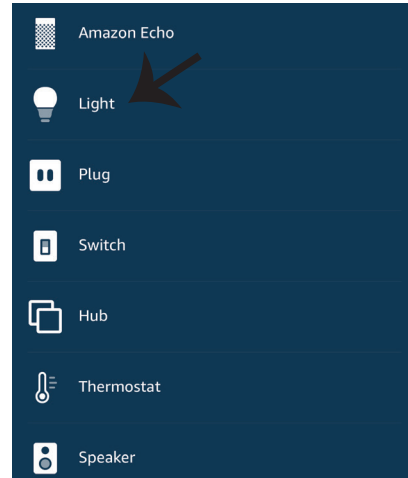 Amazon Echo
Light
Plug
Switch
Hub
Thermostat
Speaker